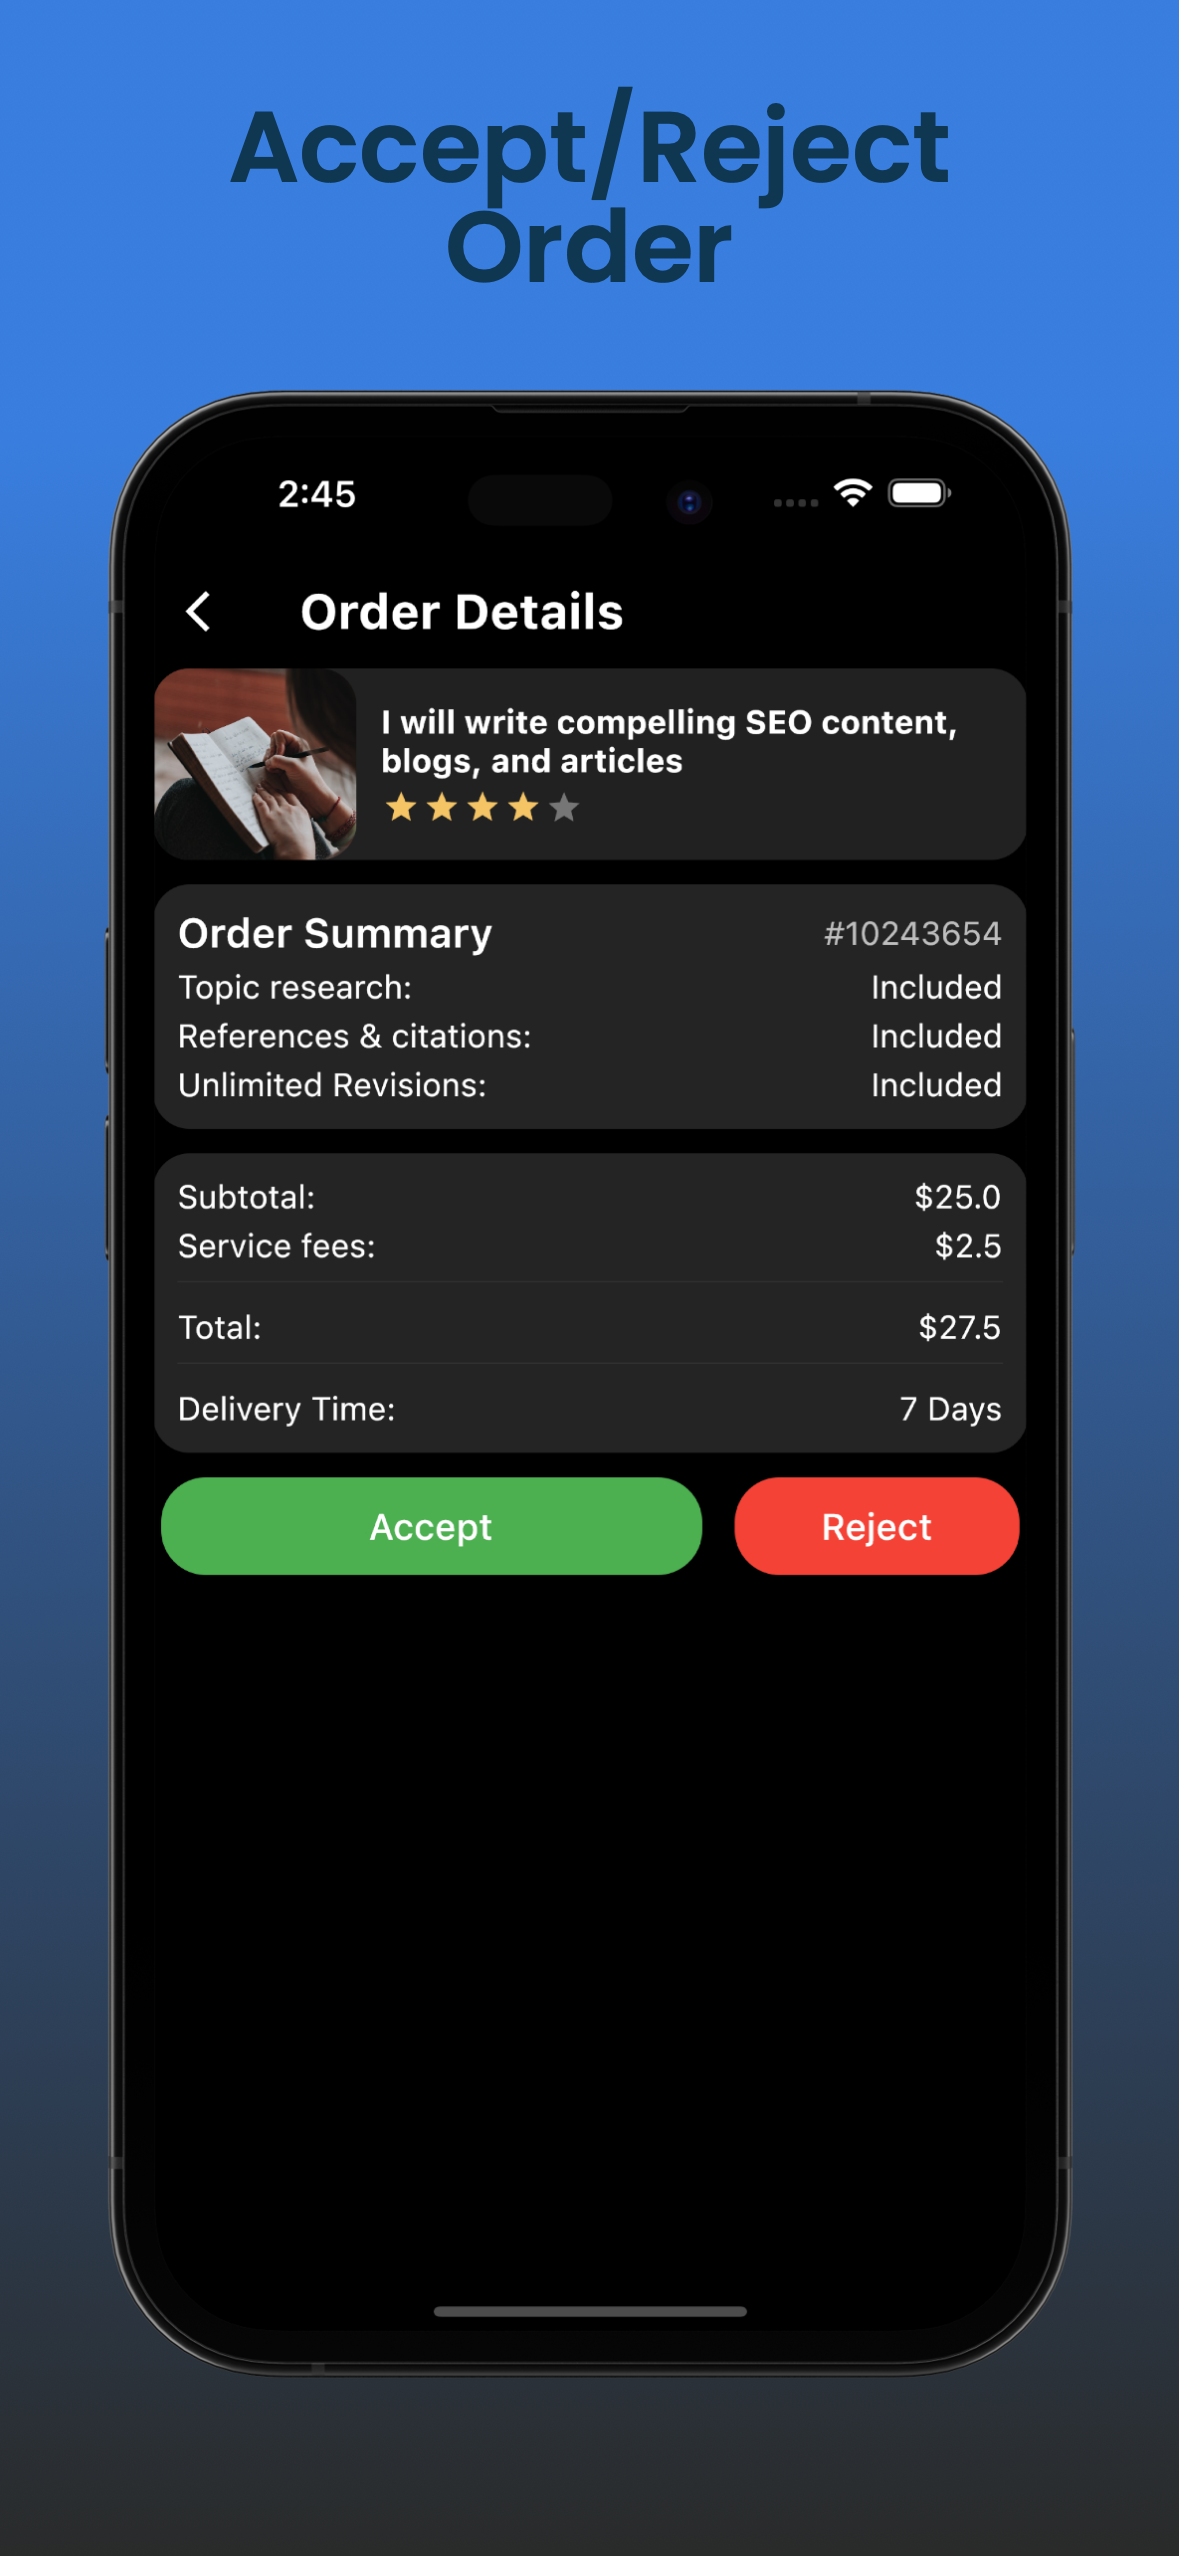 Accept/Reject
Order
2:45
Order Details
I will write compelling SEO content,
blogs, and articles
Order Summary #10243654
Topic research: Included
References & citations: Included
Unlimited Revisions: Included
Subtotal: $25.0
Service fees: $2.5
Total: $27.5
Delivery Time: 7 Days
Accept Reject